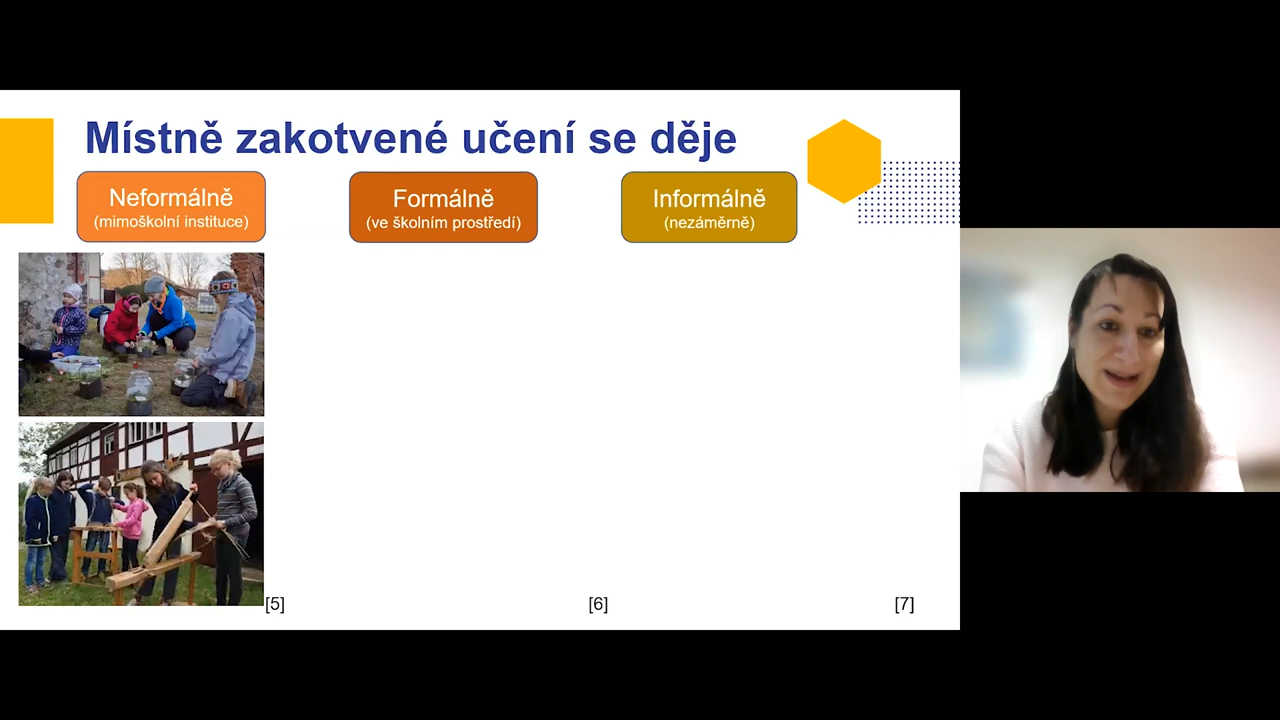 Místně zakotvené učení se děje
Neformálně
(mimoškolní instituce)
Formálně
(ve školním prostředí)
Informálně
(nezáměrně)
[5]
[6]
[7]